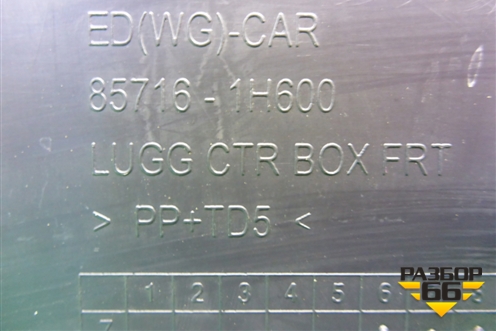 ED(WG)-CAR
85716-1H600
LUGG CTR BOX FRT
> PP+TD5 <
1 2 3 4 5 6 8
7
РАЗБОР
66